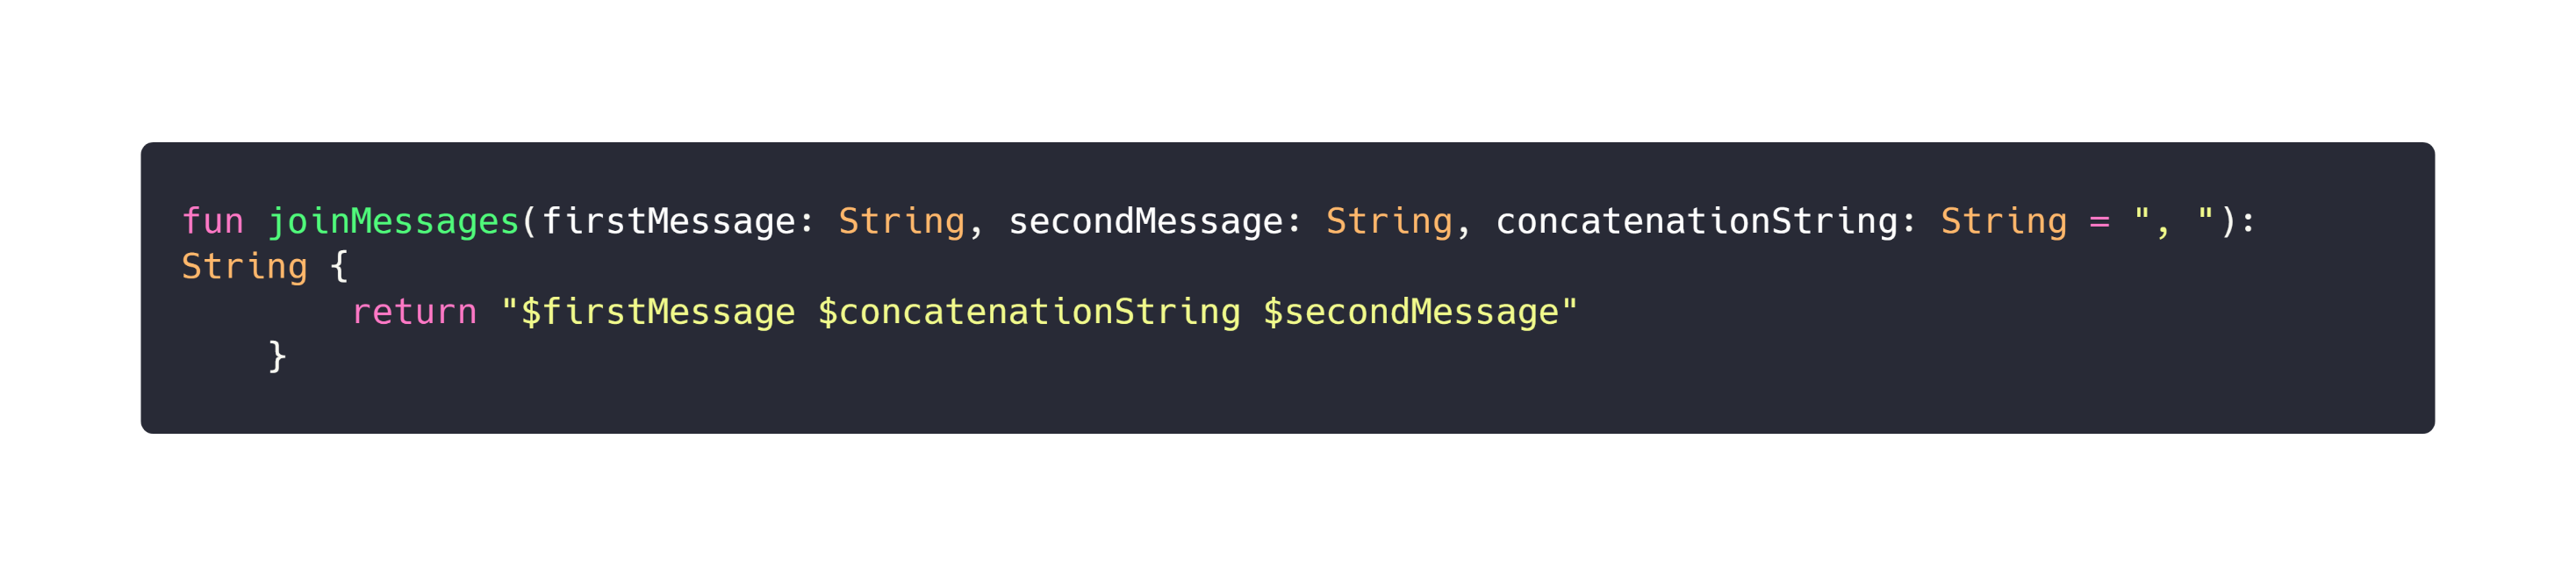 fun joinMessages(firstMessage: String, secondMessage: String, concatenationString: String = ", "):
String {
        return "$firstMessage $concatenationString $secondMessage"
    }